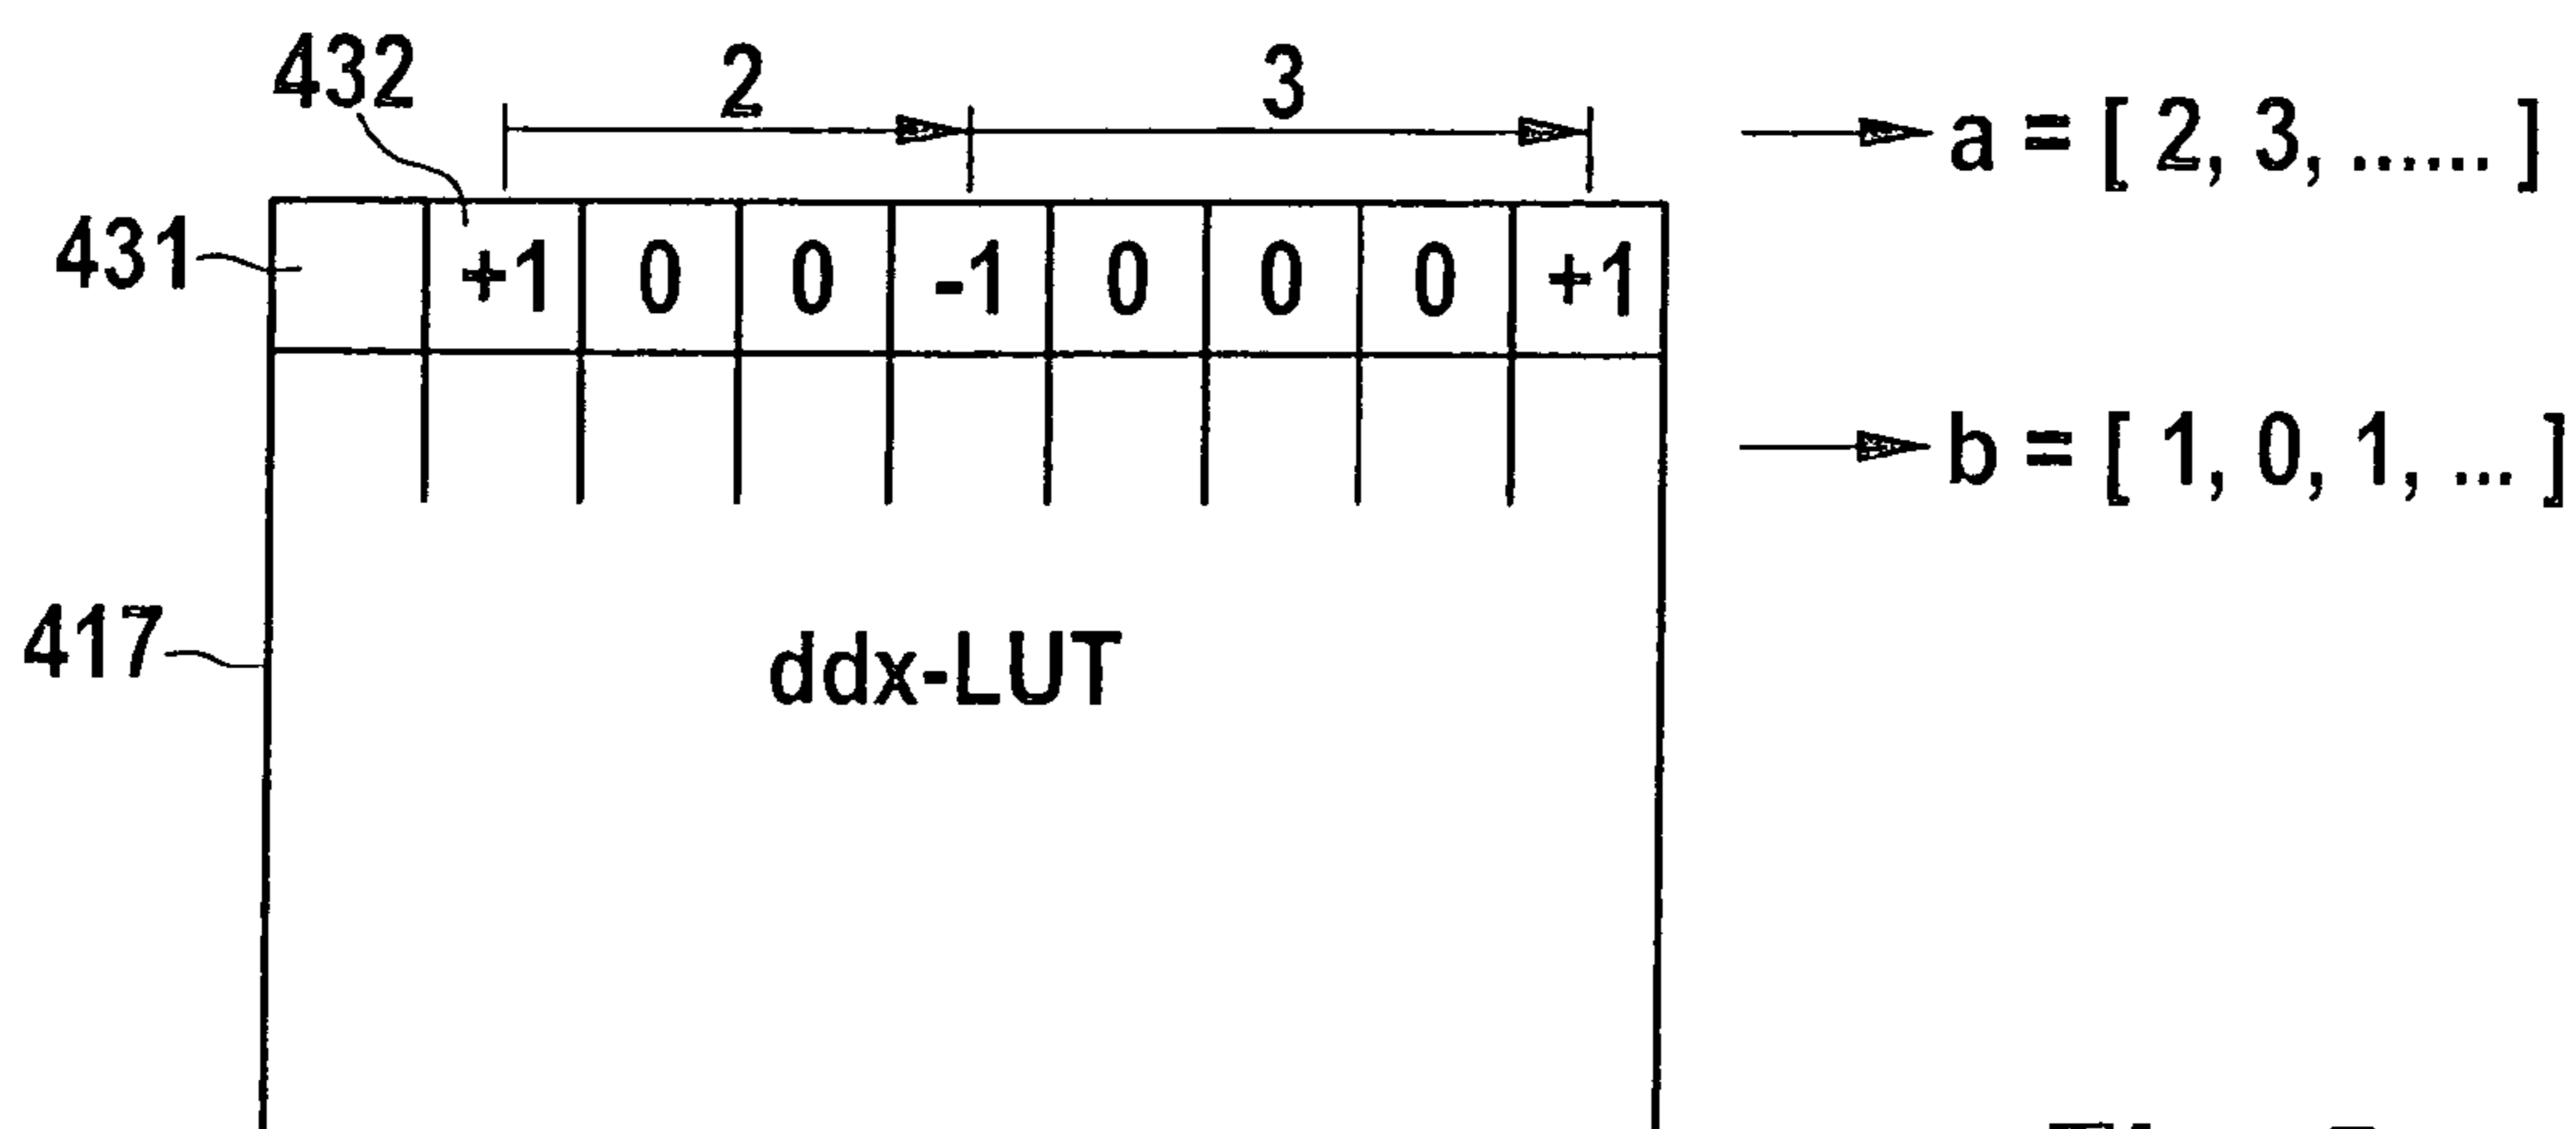 432 2 3 a = [ 2, 3, ...... ]
431 +1 0 0 -1 0 0 0 +1
b = [ 1, 0, 1, ... ]
417 ddx-LUT